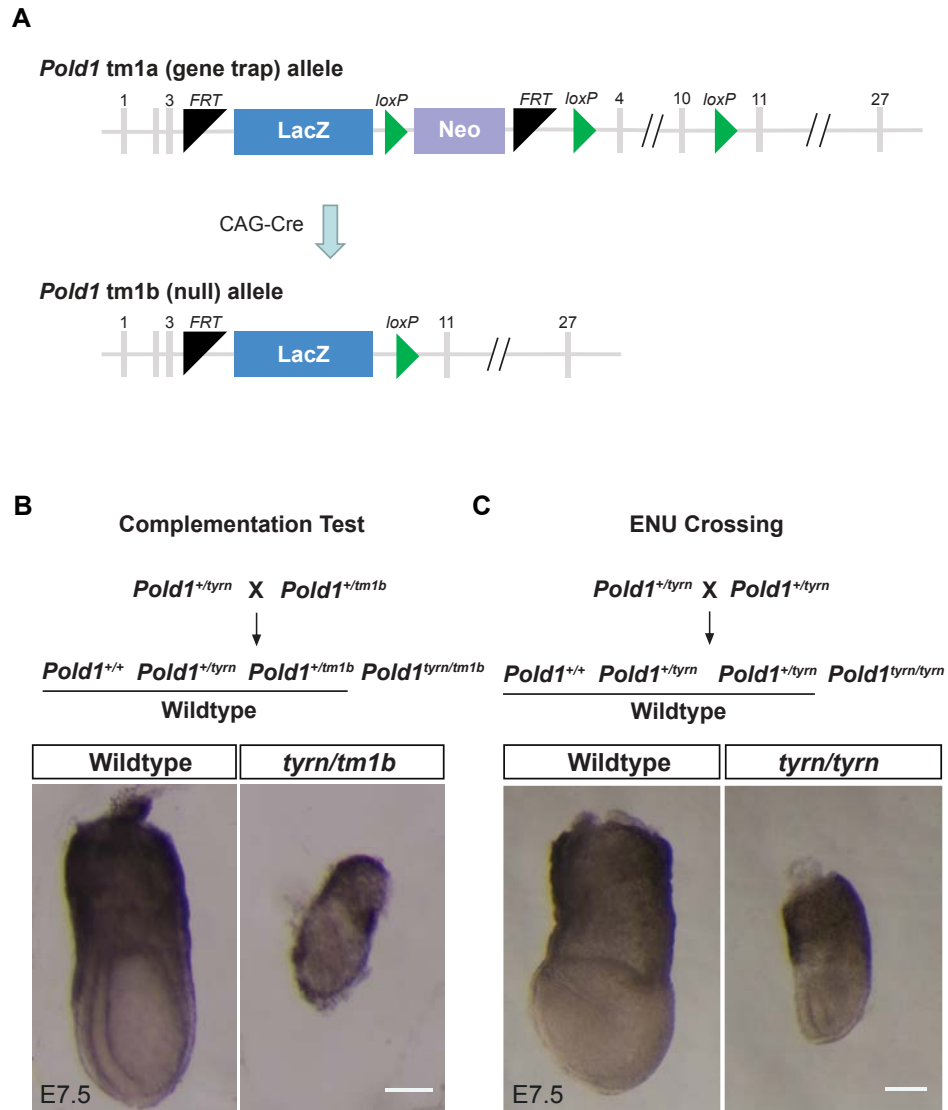 A
Pold1 tm1a (gene trap) allele
1 3 FRT loxP FRT loxP 4 10 loxP 11 27
LacZ Neo
CAG-Cre
Pold1 tm1b (null) allele
1 3 FRT loxP 11 27
LacZ
B
Complementation Test
Pold1+/tyrn X Pold1+/tm1b
Pold1+/+ Pold1+/tyrn Pold1+/tm1b Pold1tyrn/tm1b
Wildtype
Wildtype tyrn/tm1b
E7.5
C
ENU Crossing
Pold1+/tyrn X Pold1+/tyrn
Pold1+/+ Pold1+/tyrn Pold1+/tyrn Pold1tyrn/tyrn
Wildtype
Wildtype tyrn/tyrn
E7.5